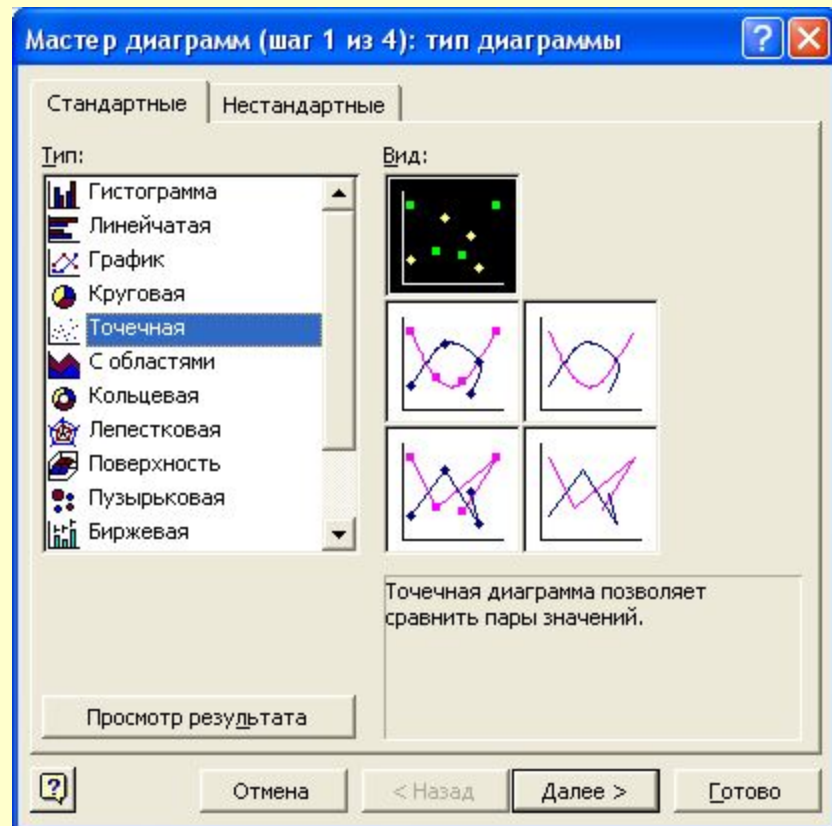 Мастер диаграмм (шаг 1 из 4): тип диаграммы
Стандартные
Нестандартные
Тип:
Гистограмма
Линейчатая
График
Круговая
Точечная
С областями
Кольцевая
Лепестковая
Поверхность
Пузырьковая
Биржевая
Вид:
Точечная диаграмма позволяет
сравнить пары значений.
Просмотр результата
Отмена
< Назад
Далее >
Готово